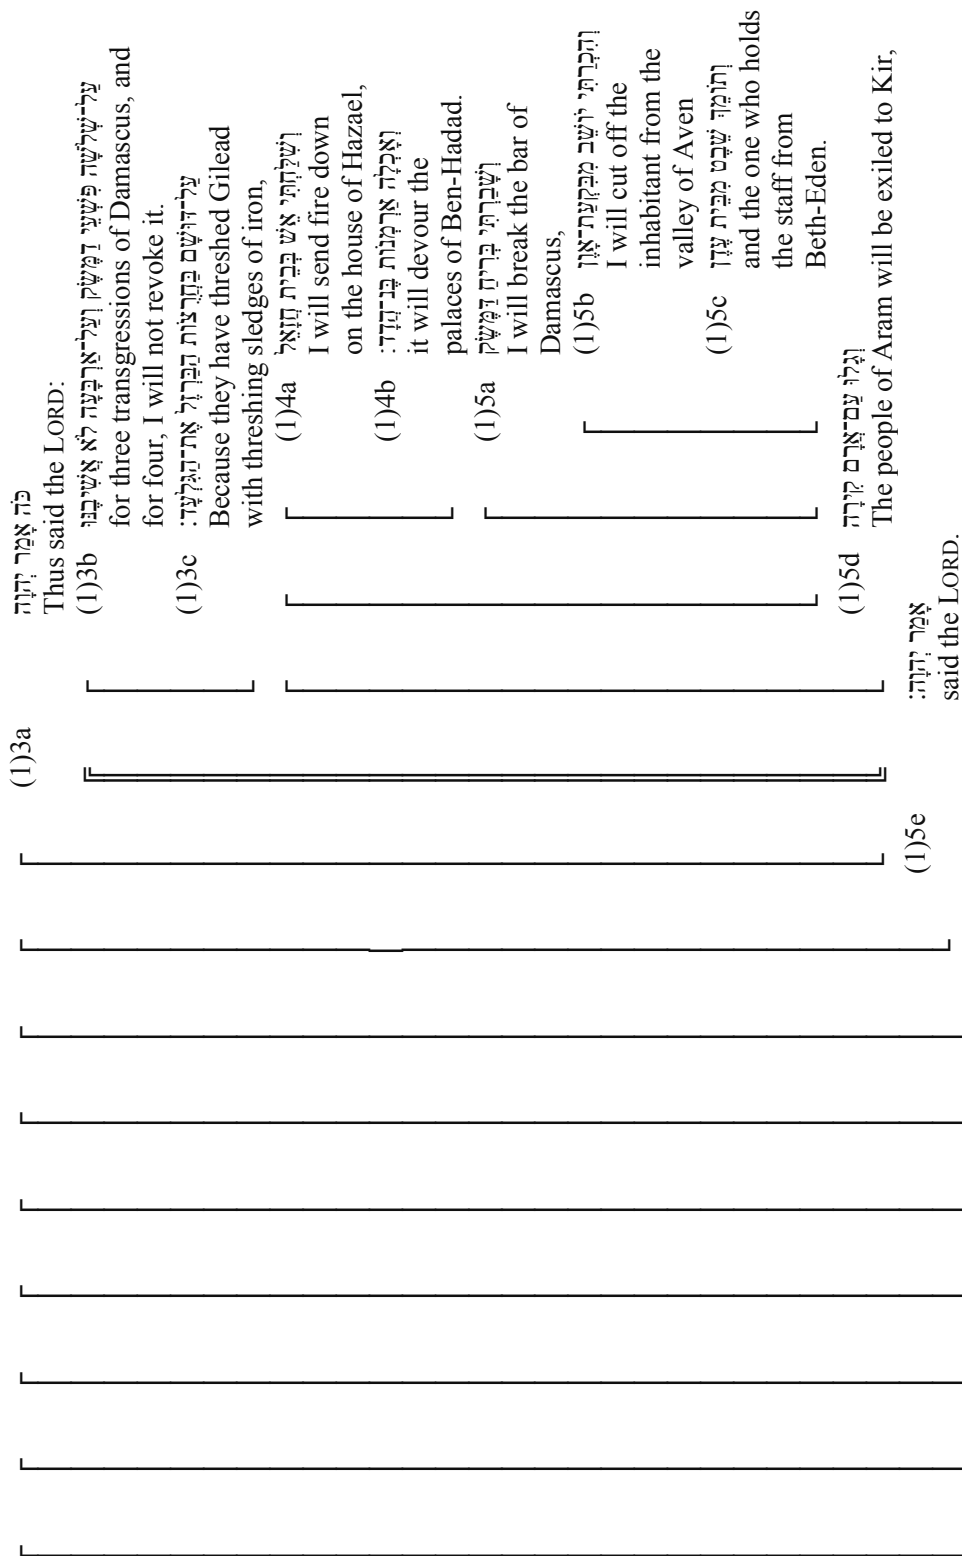 (1)3a כֹּה אָמַר יְהוָה
Thus said the LORD:
(1)3b עַל־שְׁלֹשָׁה פִּשְׁעֵי דַמֶּשֶׂק וְעַל־אַרְבָּעָה לֹא אֲשִׁיבֶנּוּ
for three transgressions of Damascus, and
for four, I will not revoke it.
(1)3c עַל־דּוּשָׁם בַּחֲרֻצוֹת הַבַּרְזֶל אֶת־הַגִּלְעָד׃
Because they have threshed Gilead
with threshing sledges of iron,
(1)4a וְשִׁלַּחְתִּי אֵשׁ בְּבֵית חֲזָאֵל
I will send fire down
on the house of Hazael,
(1)4b וְאָכְלָה אַרְמְנוֹת בֶּן־הֲדָד׃
it will devour the
palaces of Ben-Hadad.
(1)5a וְשָׁבַרְתִּי בְּרִיחַ דַּמֶּשֶׂק
I will break the bar of
Damascus,
(1)5b וְהִכְרַתִּי יוֹשֵׁב מִבִּקְעַת־אָוֶן
I will cut off the
inhabitant from the
valley of Aven
(1)5c וְתוֹמֵךְ שֵׁבֶט מִבֵּית עֶדֶן
and the one who holds
the staff from
Beth-Eden.
(1)5d וְגָלוּ עַם־אֲרָם קִירָה
The people of Aram will be exiled to Kir,
(1)5e אָמַר יְהוָה׃
said the LORD.